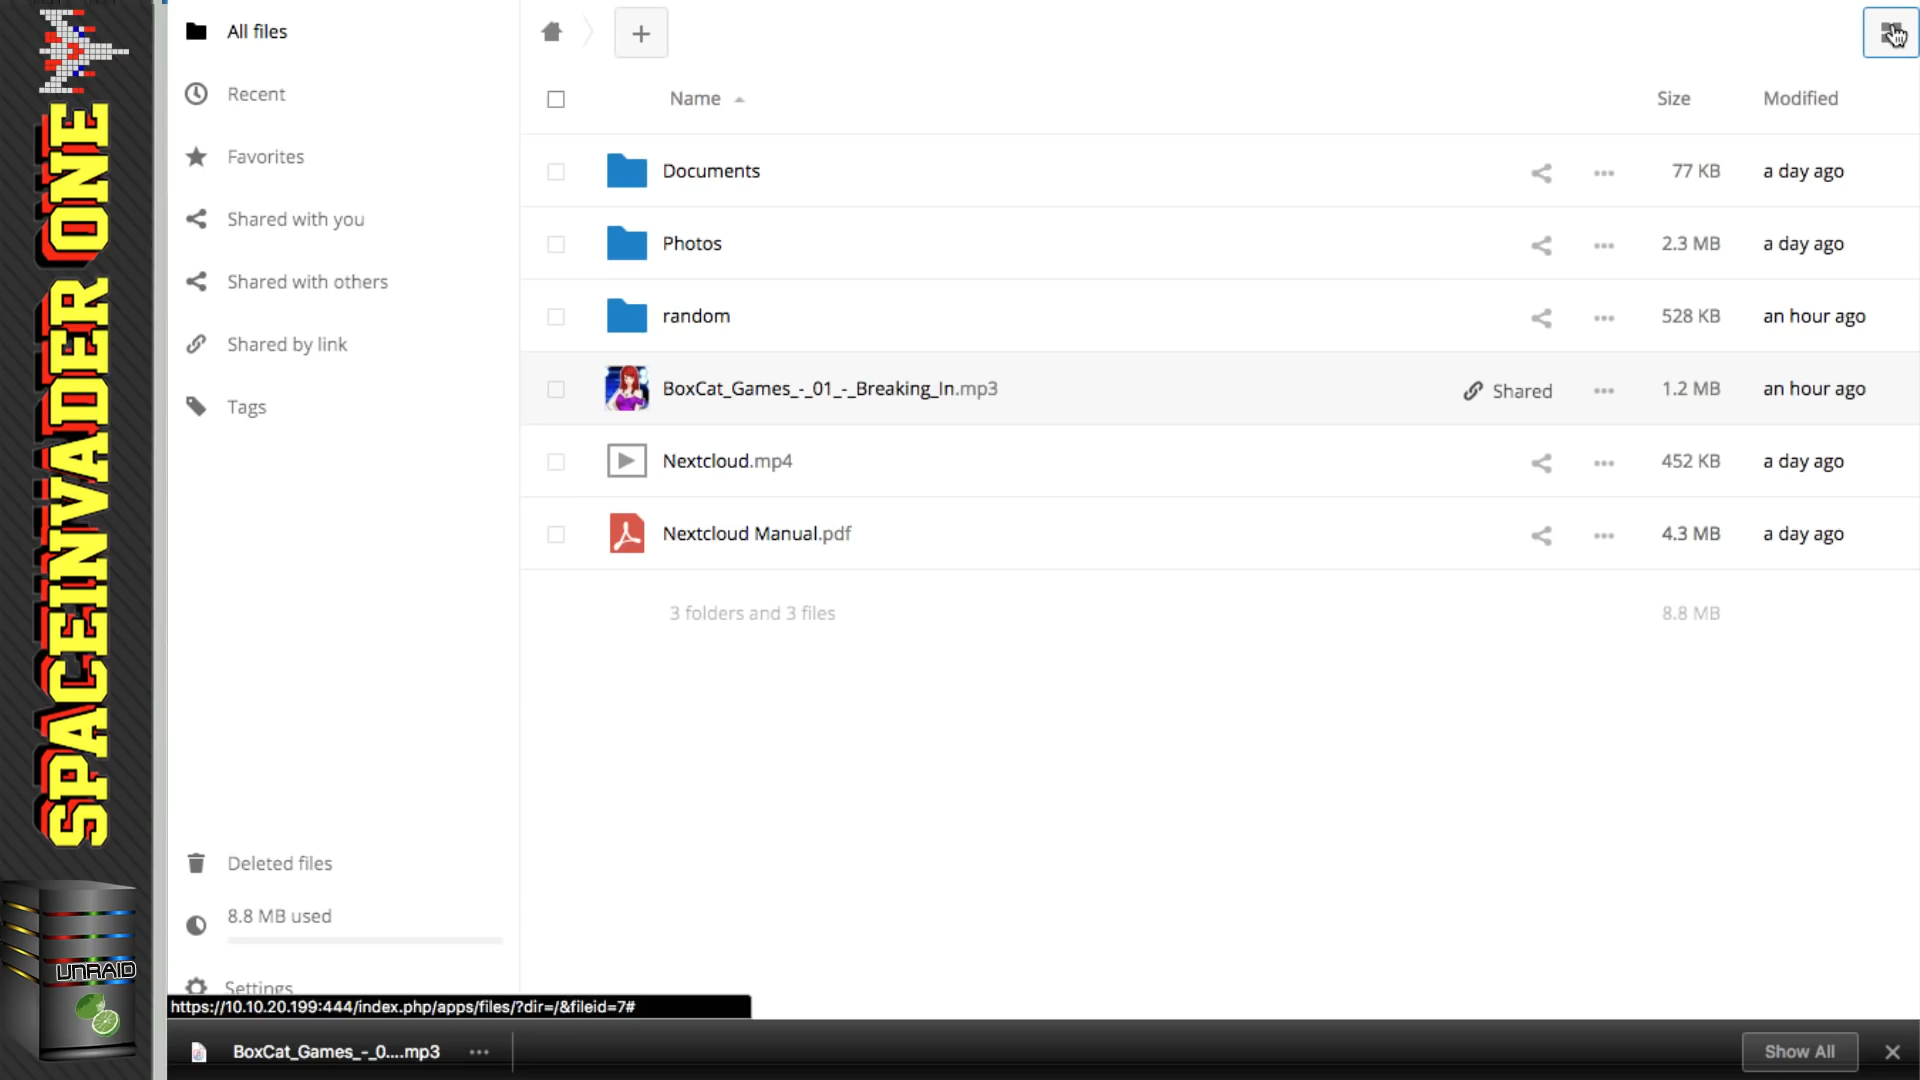 SPACEINVADER ONE
UNRAID
All files
Recent
Favorites
Shared with you
Shared with others
Shared by link
Tags
Deleted files
8.8 MB used
Settings
+
Name Size Modified
Documents 77 KB a day ago
Photos 2.3 MB a day ago
random 528 KB an hour ago
BoxCat_Games_-_01_-_Breaking_In.mp3 Shared 1.2 MB an hour ago
Nextcloud.mp4 452 KB a day ago
Nextcloud Manual.pdf 4.3 MB a day ago
3 folders and 3 files 8.8 MB
https://10.10.20.199:444/index.php/apps/files/?dir=/&fileid=7#
BoxCat_Games_-_0....mp3 Show All